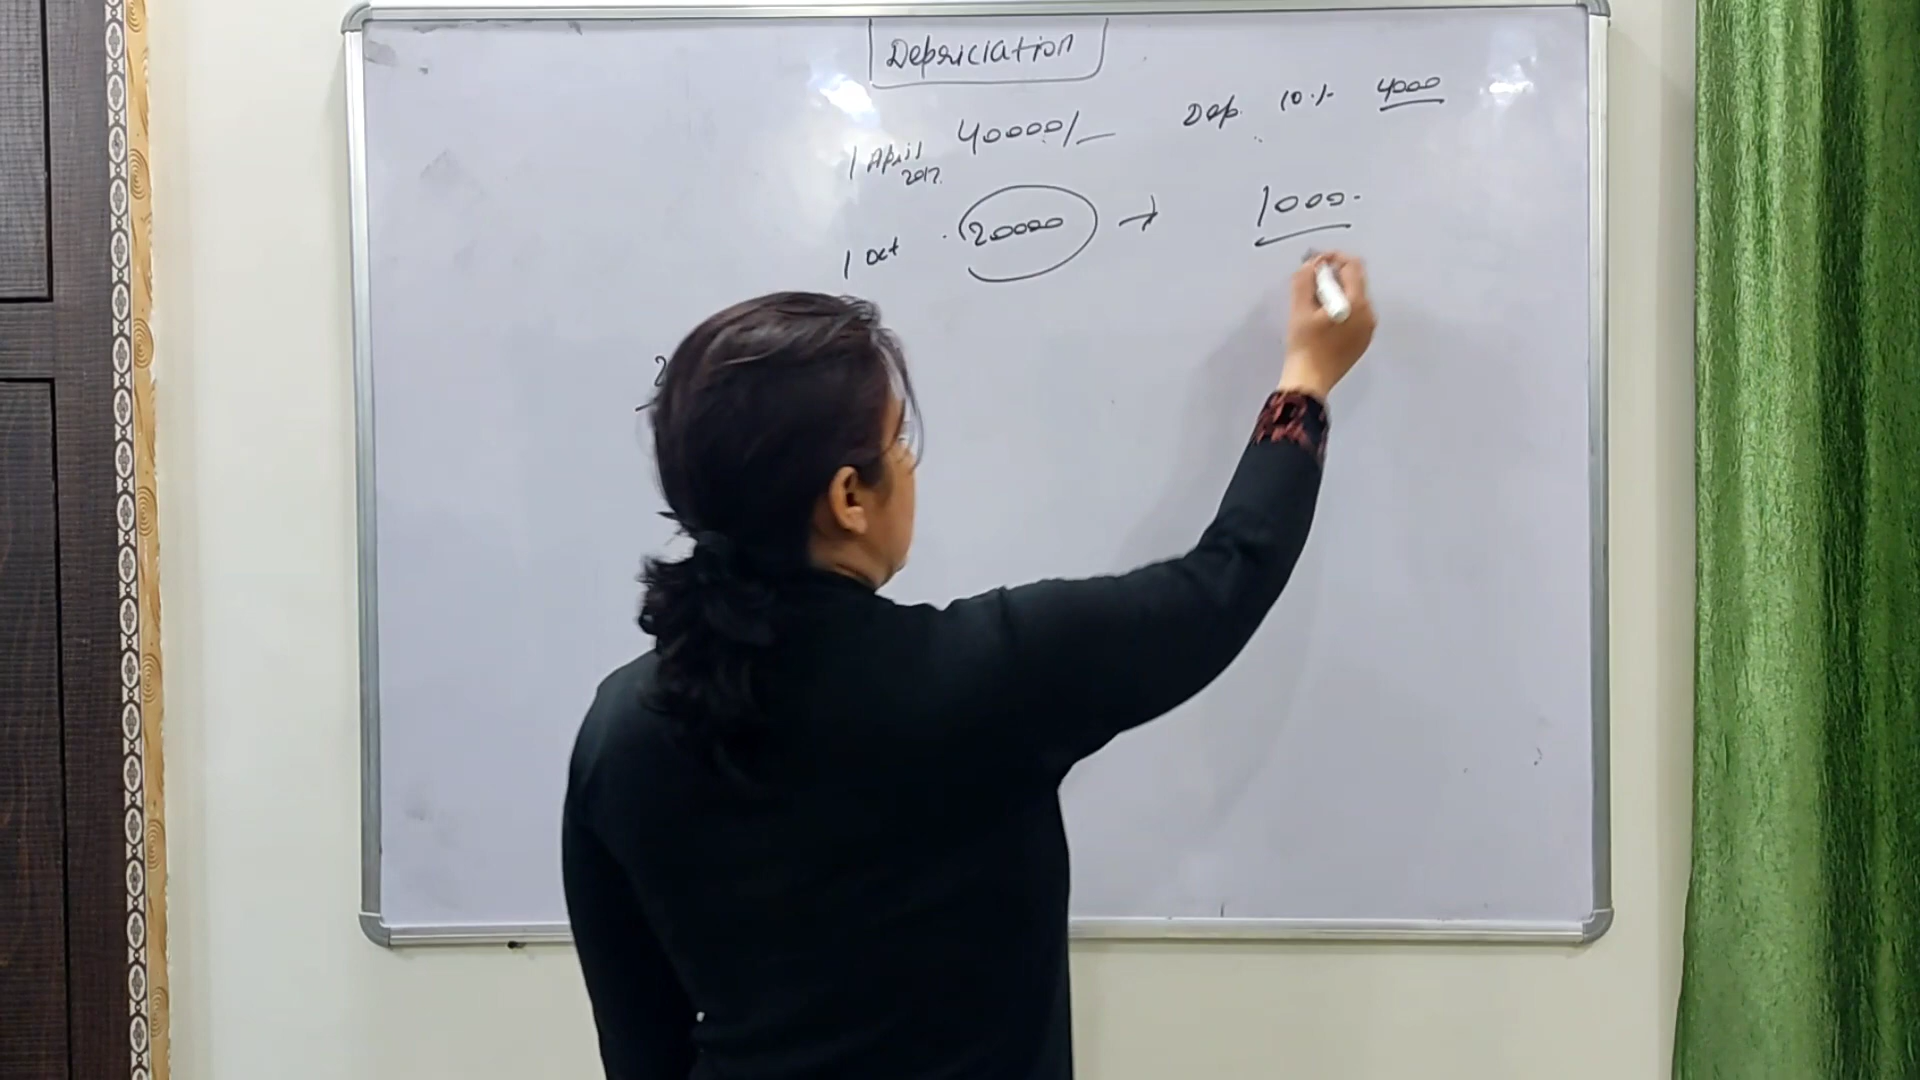 Depriciation
1 April 2017 40000/- Dep. 10% 4000
1 Oct 20000 → 1000